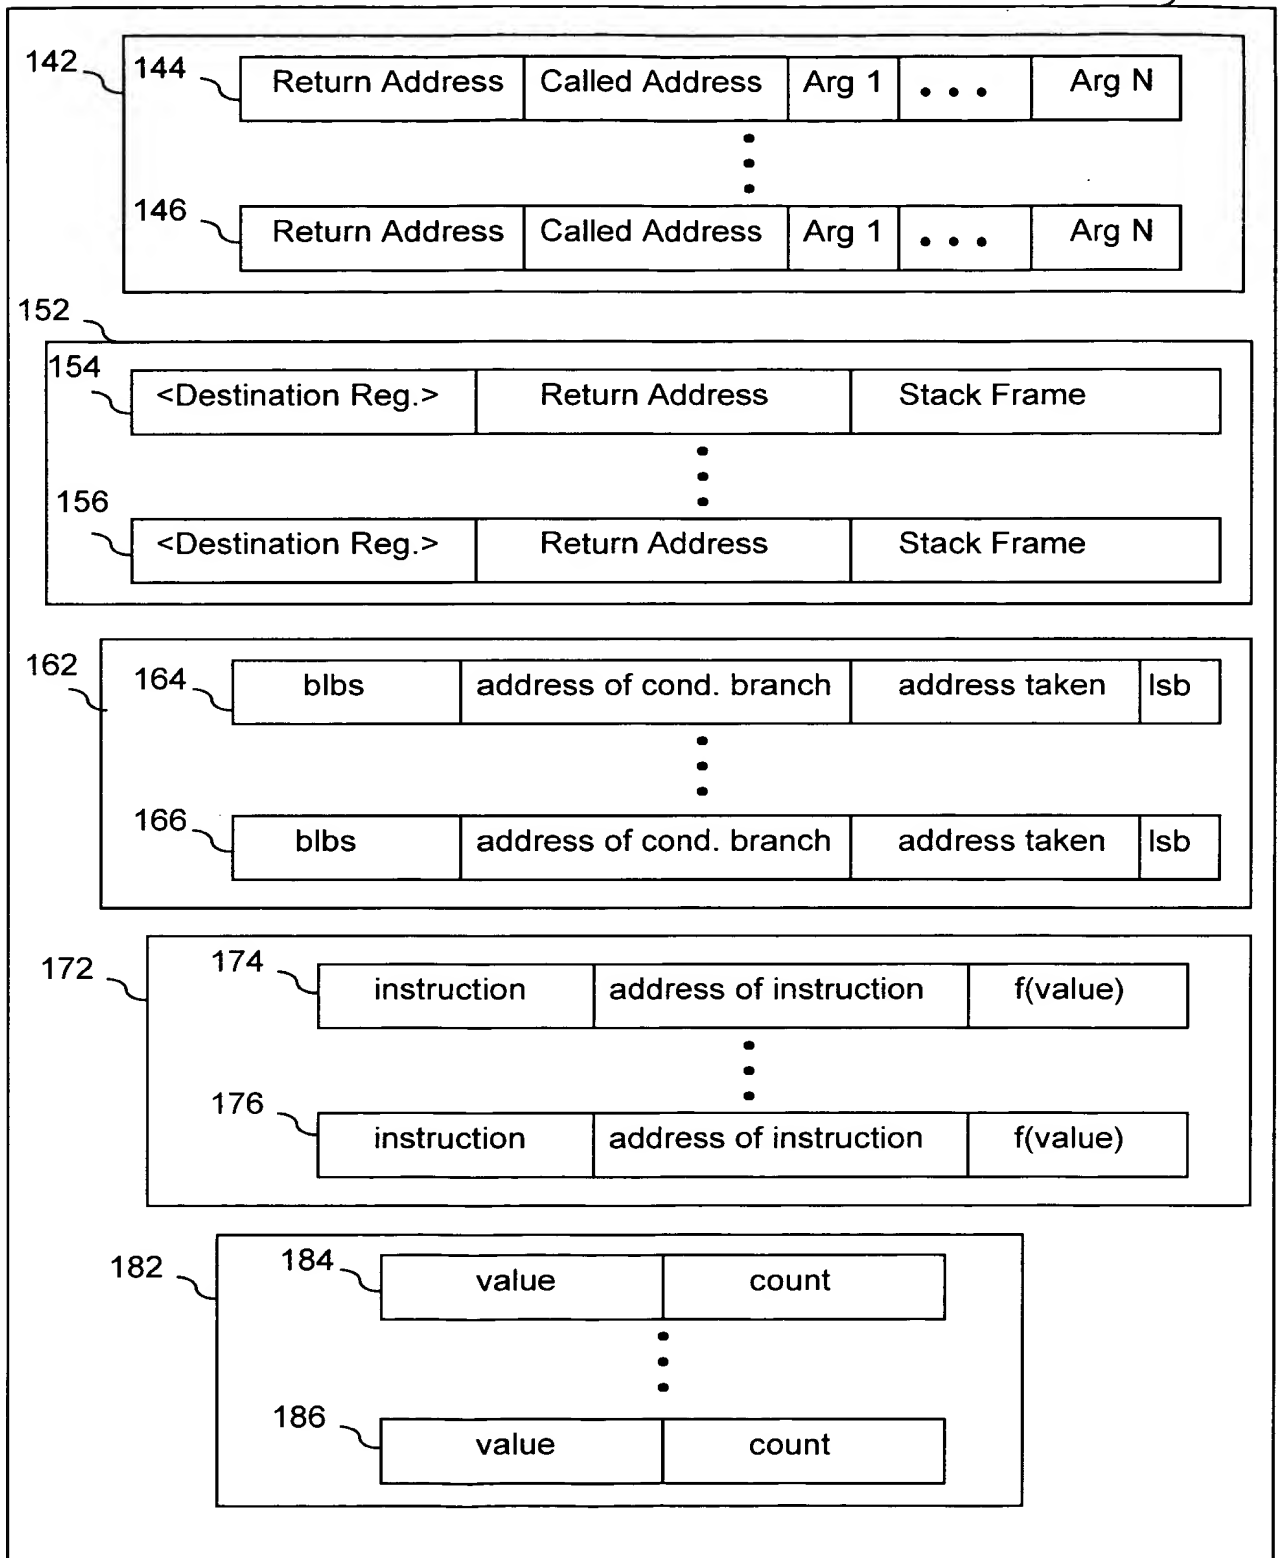 142 144 Return Address Called Address Arg 1 • • • Arg N
146 Return Address Called Address Arg 1 • • • Arg N
152
154 <Destination Reg.> Return Address Stack Frame
156 <Destination Reg.> Return Address Stack Frame
162 164 blbs address of cond. branch address taken lsb
166 blbs address of cond. branch address taken lsb
172 174 instruction address of instruction f(value)
176 instruction address of instruction f(value)
182 184 value count
186 value count